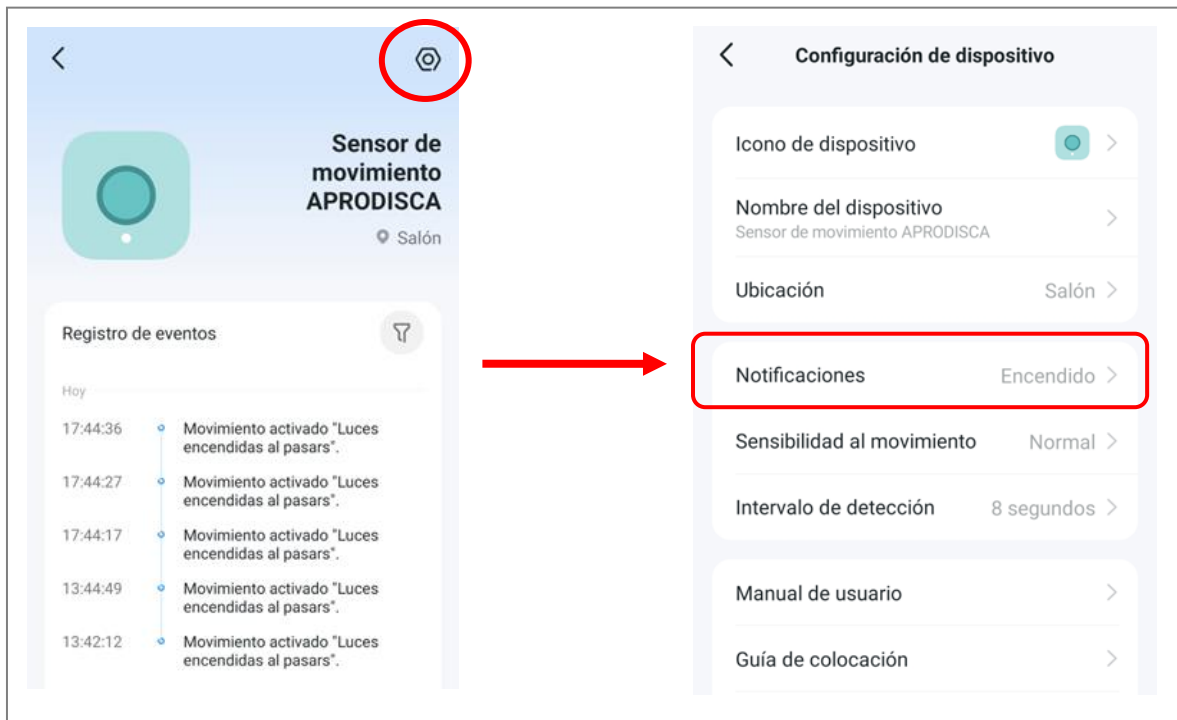 Sensor de
movimiento
APRODISCA
Salón
Registro de eventos
Hoy
17:44:36 Movimiento activado "Luces
encendidas al pasars".
17:44:27 Movimiento activado "Luces
encendidas al pasars".
17:44:17 Movimiento activado "Luces
encendidas al pasars".
13:44:49 Movimiento activado "Luces
encendidas al pasars".
13:42:12 Movimiento activado "Luces
encendidas al pasars".
Configuración de dispositivo
Icono de dispositivo
Nombre del dispositivo
Sensor de movimiento APRODISCA
Ubicación Salón
Notificaciones Encendido
Sensibilidad al movimiento Normal
Intervalo de detección 8 segundos
Manual de usuario
Guía de colocación